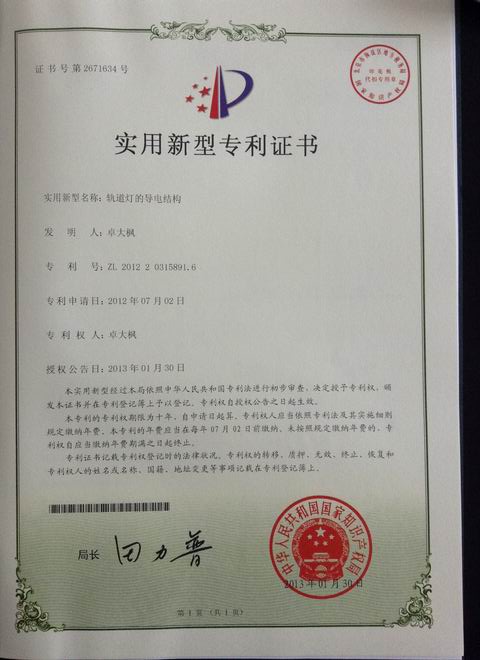 证书号第2671634号
印花税
代扣专用章
实用新型专利证书
实用新型名称：轨道灯的导电结构
发明人：卓大枫
专利号：ZL 2012 2 0315891.6
专利申请日：2012年07月02日
专利权人：卓大枫
授权公告日：2013年01月30日
本实用新型经过本局依照中华人民共和国专利法进行初步审查，决定授予专利权，颁
发本证书并在专利登记簿上予以登记。专利权自授权公告之日起生效。
本专利的专利权期限为十年，自申请日起算。专利权人应当依照专利法及其实施细则
规定缴纳年费。本专利的年费应当在每年07月02日前缴纳。未按照规定缴纳年费的，专
利权自应当缴纳年费期满之日起终止。
专利证书记载专利权登记时的法律状况。专利权的转移、质押、无效、终止、恢复和
专利权人的姓名或名称、国籍、地址变更等事项记载在专利登记簿上。
局长
田力普
中华人民共和国国家知识产权局
2013年01月30日
第1页（共1页）